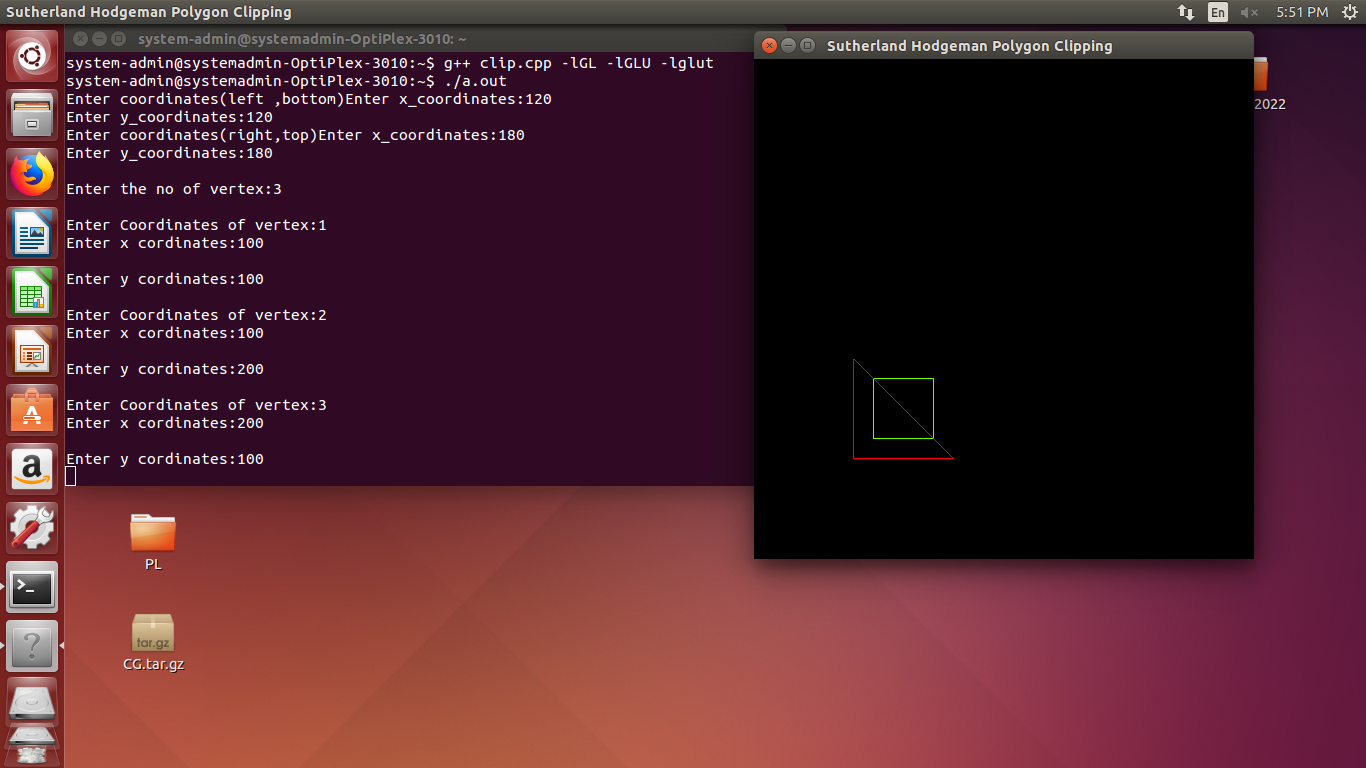 Sutherland Hodgeman Polygon Clipping
En
5:51 PM
system-admin@systemadmin-OptiPlex-3010: ~
system-admin@systemadmin-OptiPlex-3010:~$ g++ clip.cpp -lGL -lGLU -lglut
system-admin@systemadmin-OptiPlex-3010:~$ ./a.out
Enter coordinates(left ,bottom)Enter x_coordinates:120
Enter y_coordinates:120
Enter coordinates(right,top)Enter x_coordinates:180
Enter y_coordinates:180
Enter the no of vertex:3
Enter Coordinates of vertex:1
Enter x cordinates:100
Enter y cordinates:100
Enter Coordinates of vertex:2
Enter x cordinates:100
Enter y cordinates:200
Enter Coordinates of vertex:3
Enter x cordinates:200
Enter y cordinates:100
Sutherland Hodgeman Polygon Clipping
2022
PL
tar.gz
CG.tar.gz